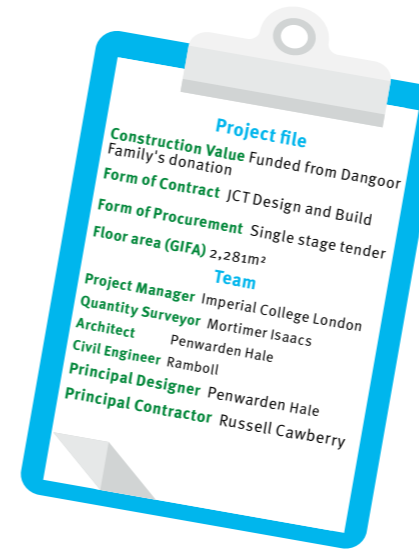 Project file
Construction Value Funded from Dangoor
Family's donation
Form of Contract JCT Design and Build
Form of Procurement Single stage tender
Floor area (GIFA) 2,281m²
Team
Project Manager Imperial College London
Quantity Surveyor Mortimer Isaacs
Architect Penwarden Hale
Civil Engineer Ramboll
Principal Designer Penwarden Hale
Principal Contractor Russell Cawberry